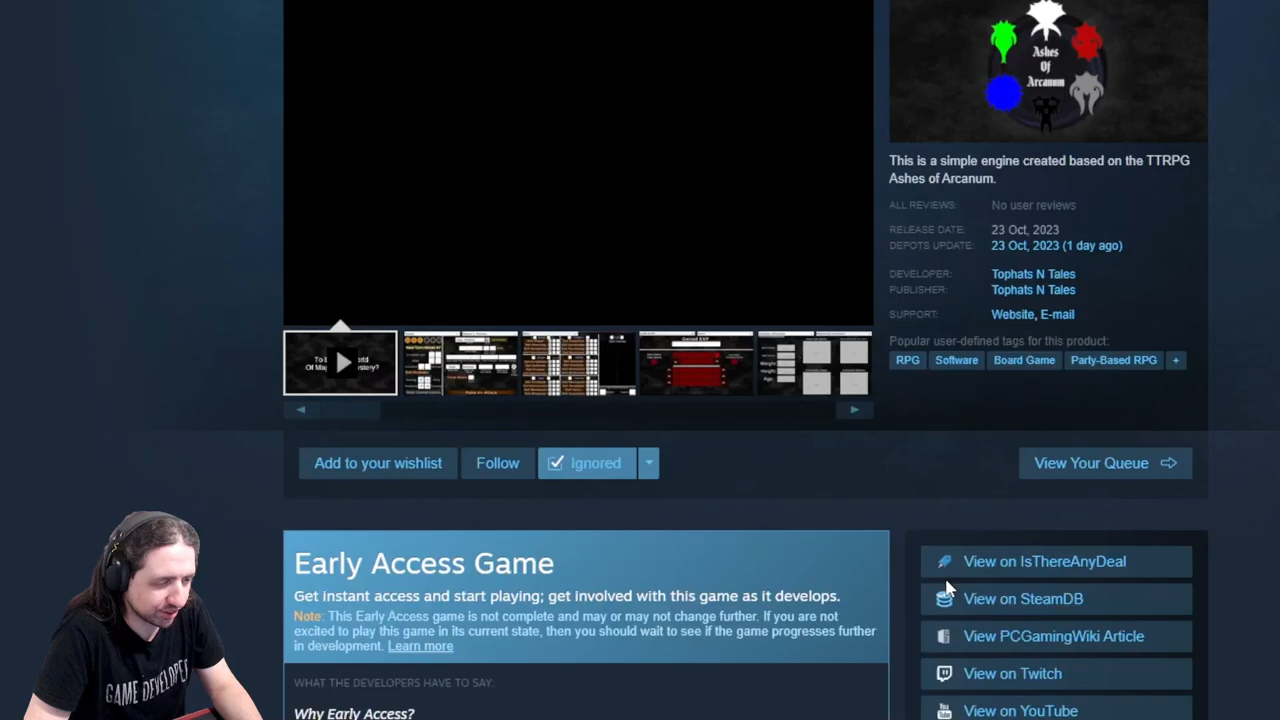 Ashes
Of
Arcanum
This is a simple engine created based on the TTRPG
Ashes of Arcanum.
ALL REVIEWS: No user reviews
RELEASE DATE: 23 Oct, 2023
DEPOTS UPDATE: 23 Oct, 2023 (1 day ago)
DEVELOPER: Tophats N Tales
PUBLISHER: Tophats N Tales
SUPPORT: Website, E-mail
Popular user-defined tags for this product:
RPG Software Board Game Party-Based RPG +
Add to your wishlist Follow Ignored View Your Queue
Early Access Game
Get instant access and start playing; get involved with this game as it develops.
Note: This Early Access game is not complete and may or may not change further. If you are not
excited to play this game in its current state, then you should wait to see if the game progresses further
in development. Learn more
WHAT THE DEVELOPERS HAVE TO SAY:
Why Early Access?
View on IsThereAnyDeal
View on SteamDB
View PCGamingWiki Article
View on Twitch
View on YouTube
GAME DEVELOPER